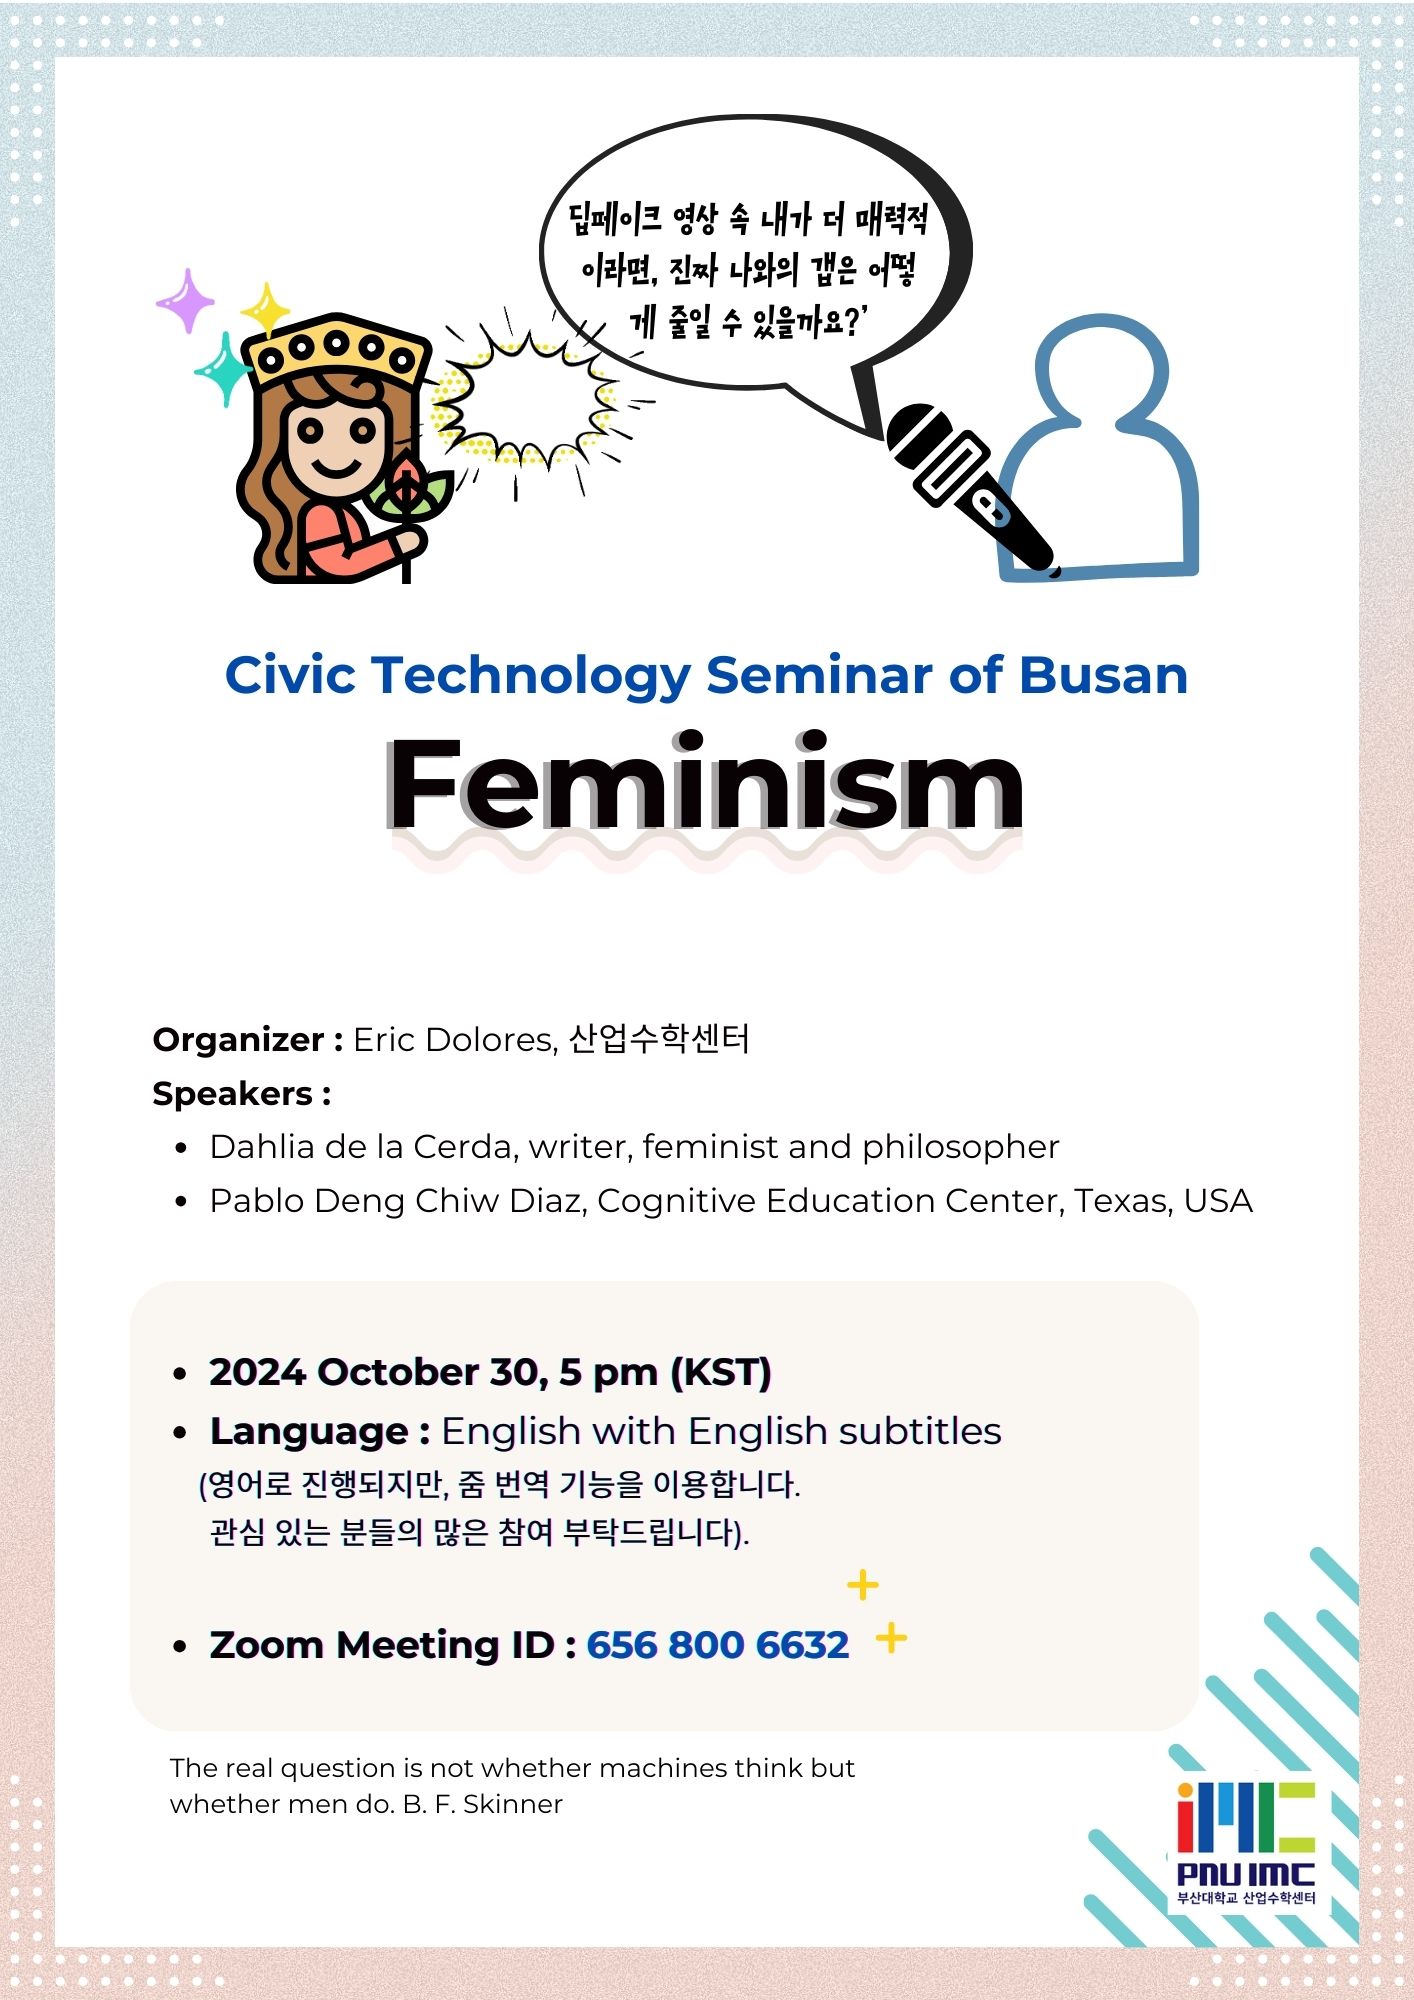 딥페이크 영상 속 내가 더 매력적
이라면, 진짜 나와의 갭은 어떻
게 줄일 수 있을까요?’
Civic Technology Seminar of Busan
Feminism
Organizer : Eric Dolores, 산업수학센터
Speakers :
• Dahlia de la Cerda, writer, feminist and philosopher
• Pablo Deng Chiw Diaz, Cognitive Education Center, Texas, USA
• 2024 October 30, 5 pm (KST)
• Language : English with English subtitles
(영어로 진행되지만, 줌 번역 기능을 이용합니다.
관심 있는 분들의 많은 참여 부탁드립니다).
• Zoom Meeting ID : 656 800 6632
The real question is not whether machines think but
whether men do. B. F. Skinner
iMC
PNU IMC
부산대학교 산업수학센터